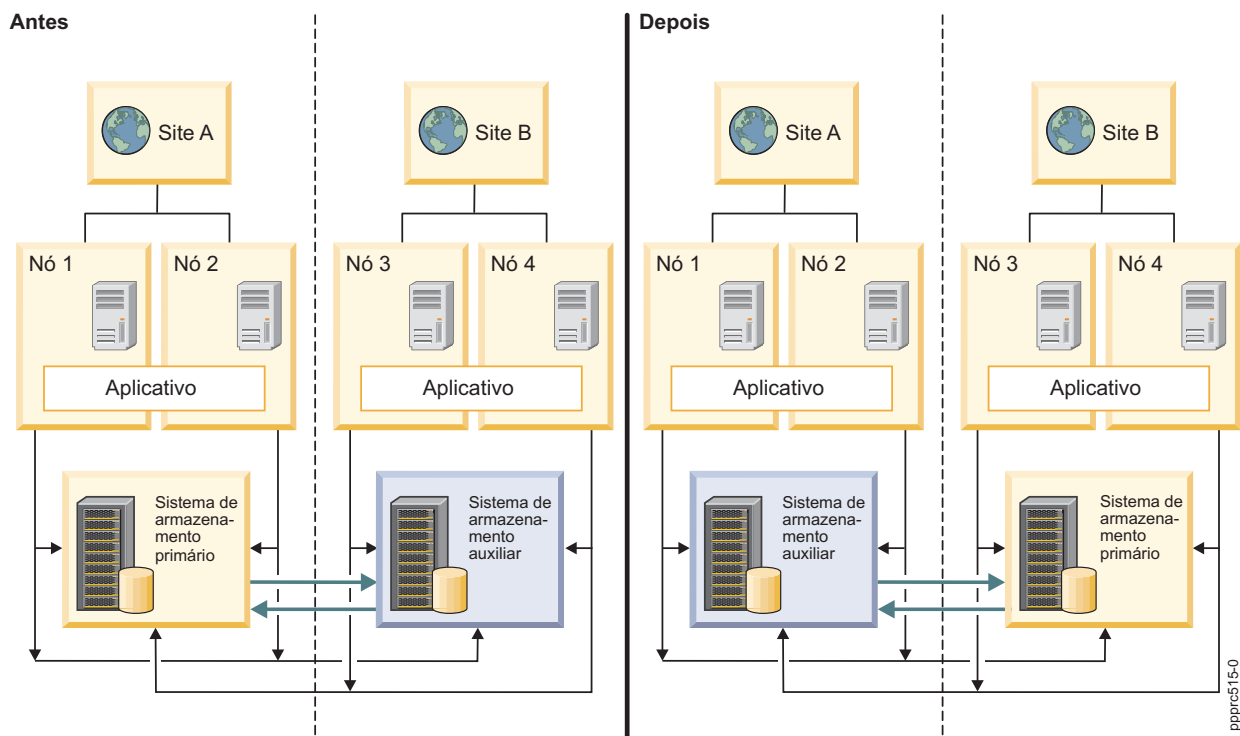 Antes
Site A
Site B
Nó 1
Nó 2
Nó 3
Nó 4
Aplicativo
Aplicativo
Sistema de
armazena-
mento
primário
Sistema de
armazena-
mento
auxiliar
Depois
Site A
Site B
Nó 1
Nó 2
Nó 3
Nó 4
Aplicativo
Aplicativo
Sistema de
armazena-
mento
auxiliar
Sistema de
armazena-
mento
primário
ppprc515-0